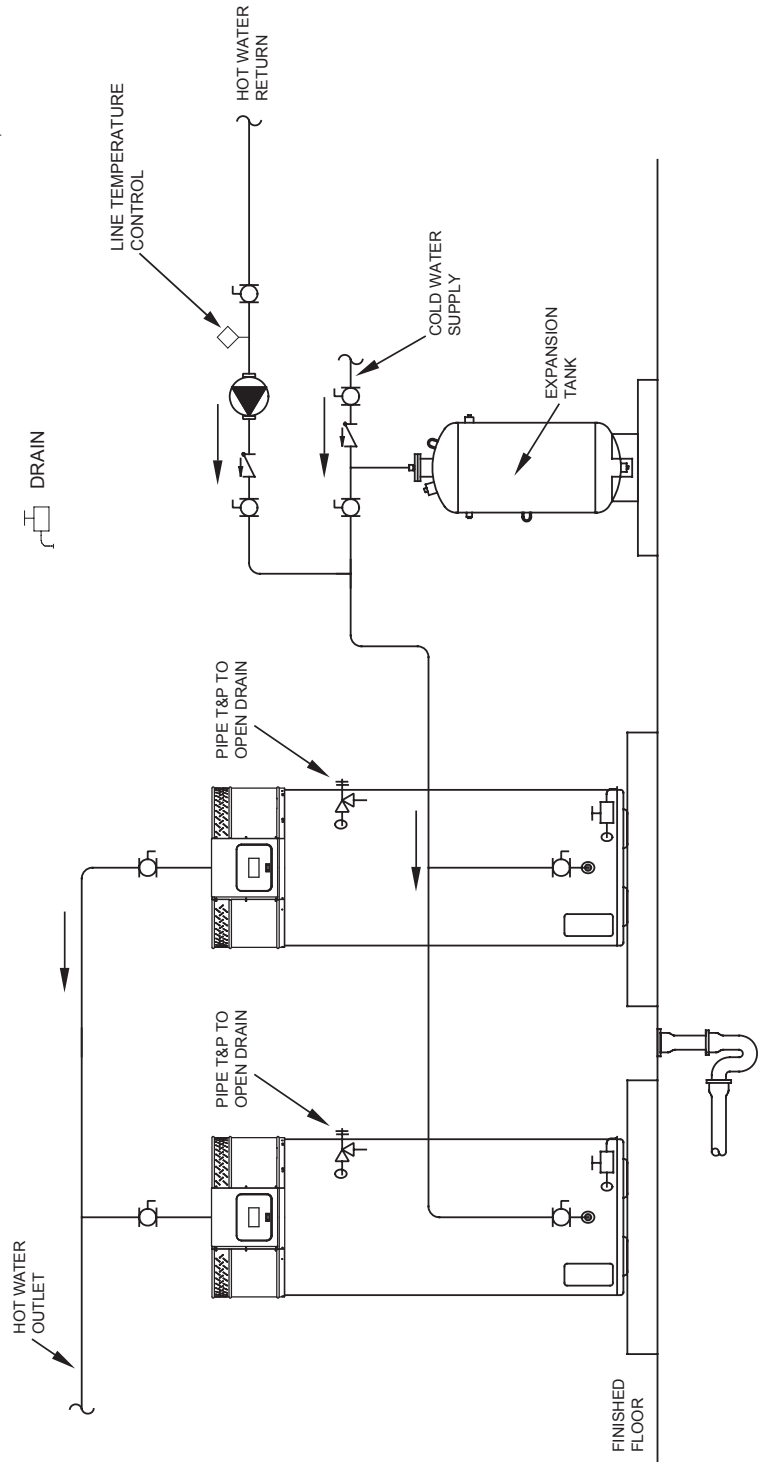 DRAIN
LINE TEMPERATURE
CONTROL
HOT WATER
RETURN
COLD WATER
SUPPLY
EXPANSION
TANK
PIPE T&P TO
OPEN DRAIN
PIPE T&P TO
OPEN DRAIN
HOT WATER
OUTLET
FINISHED
FLOOR